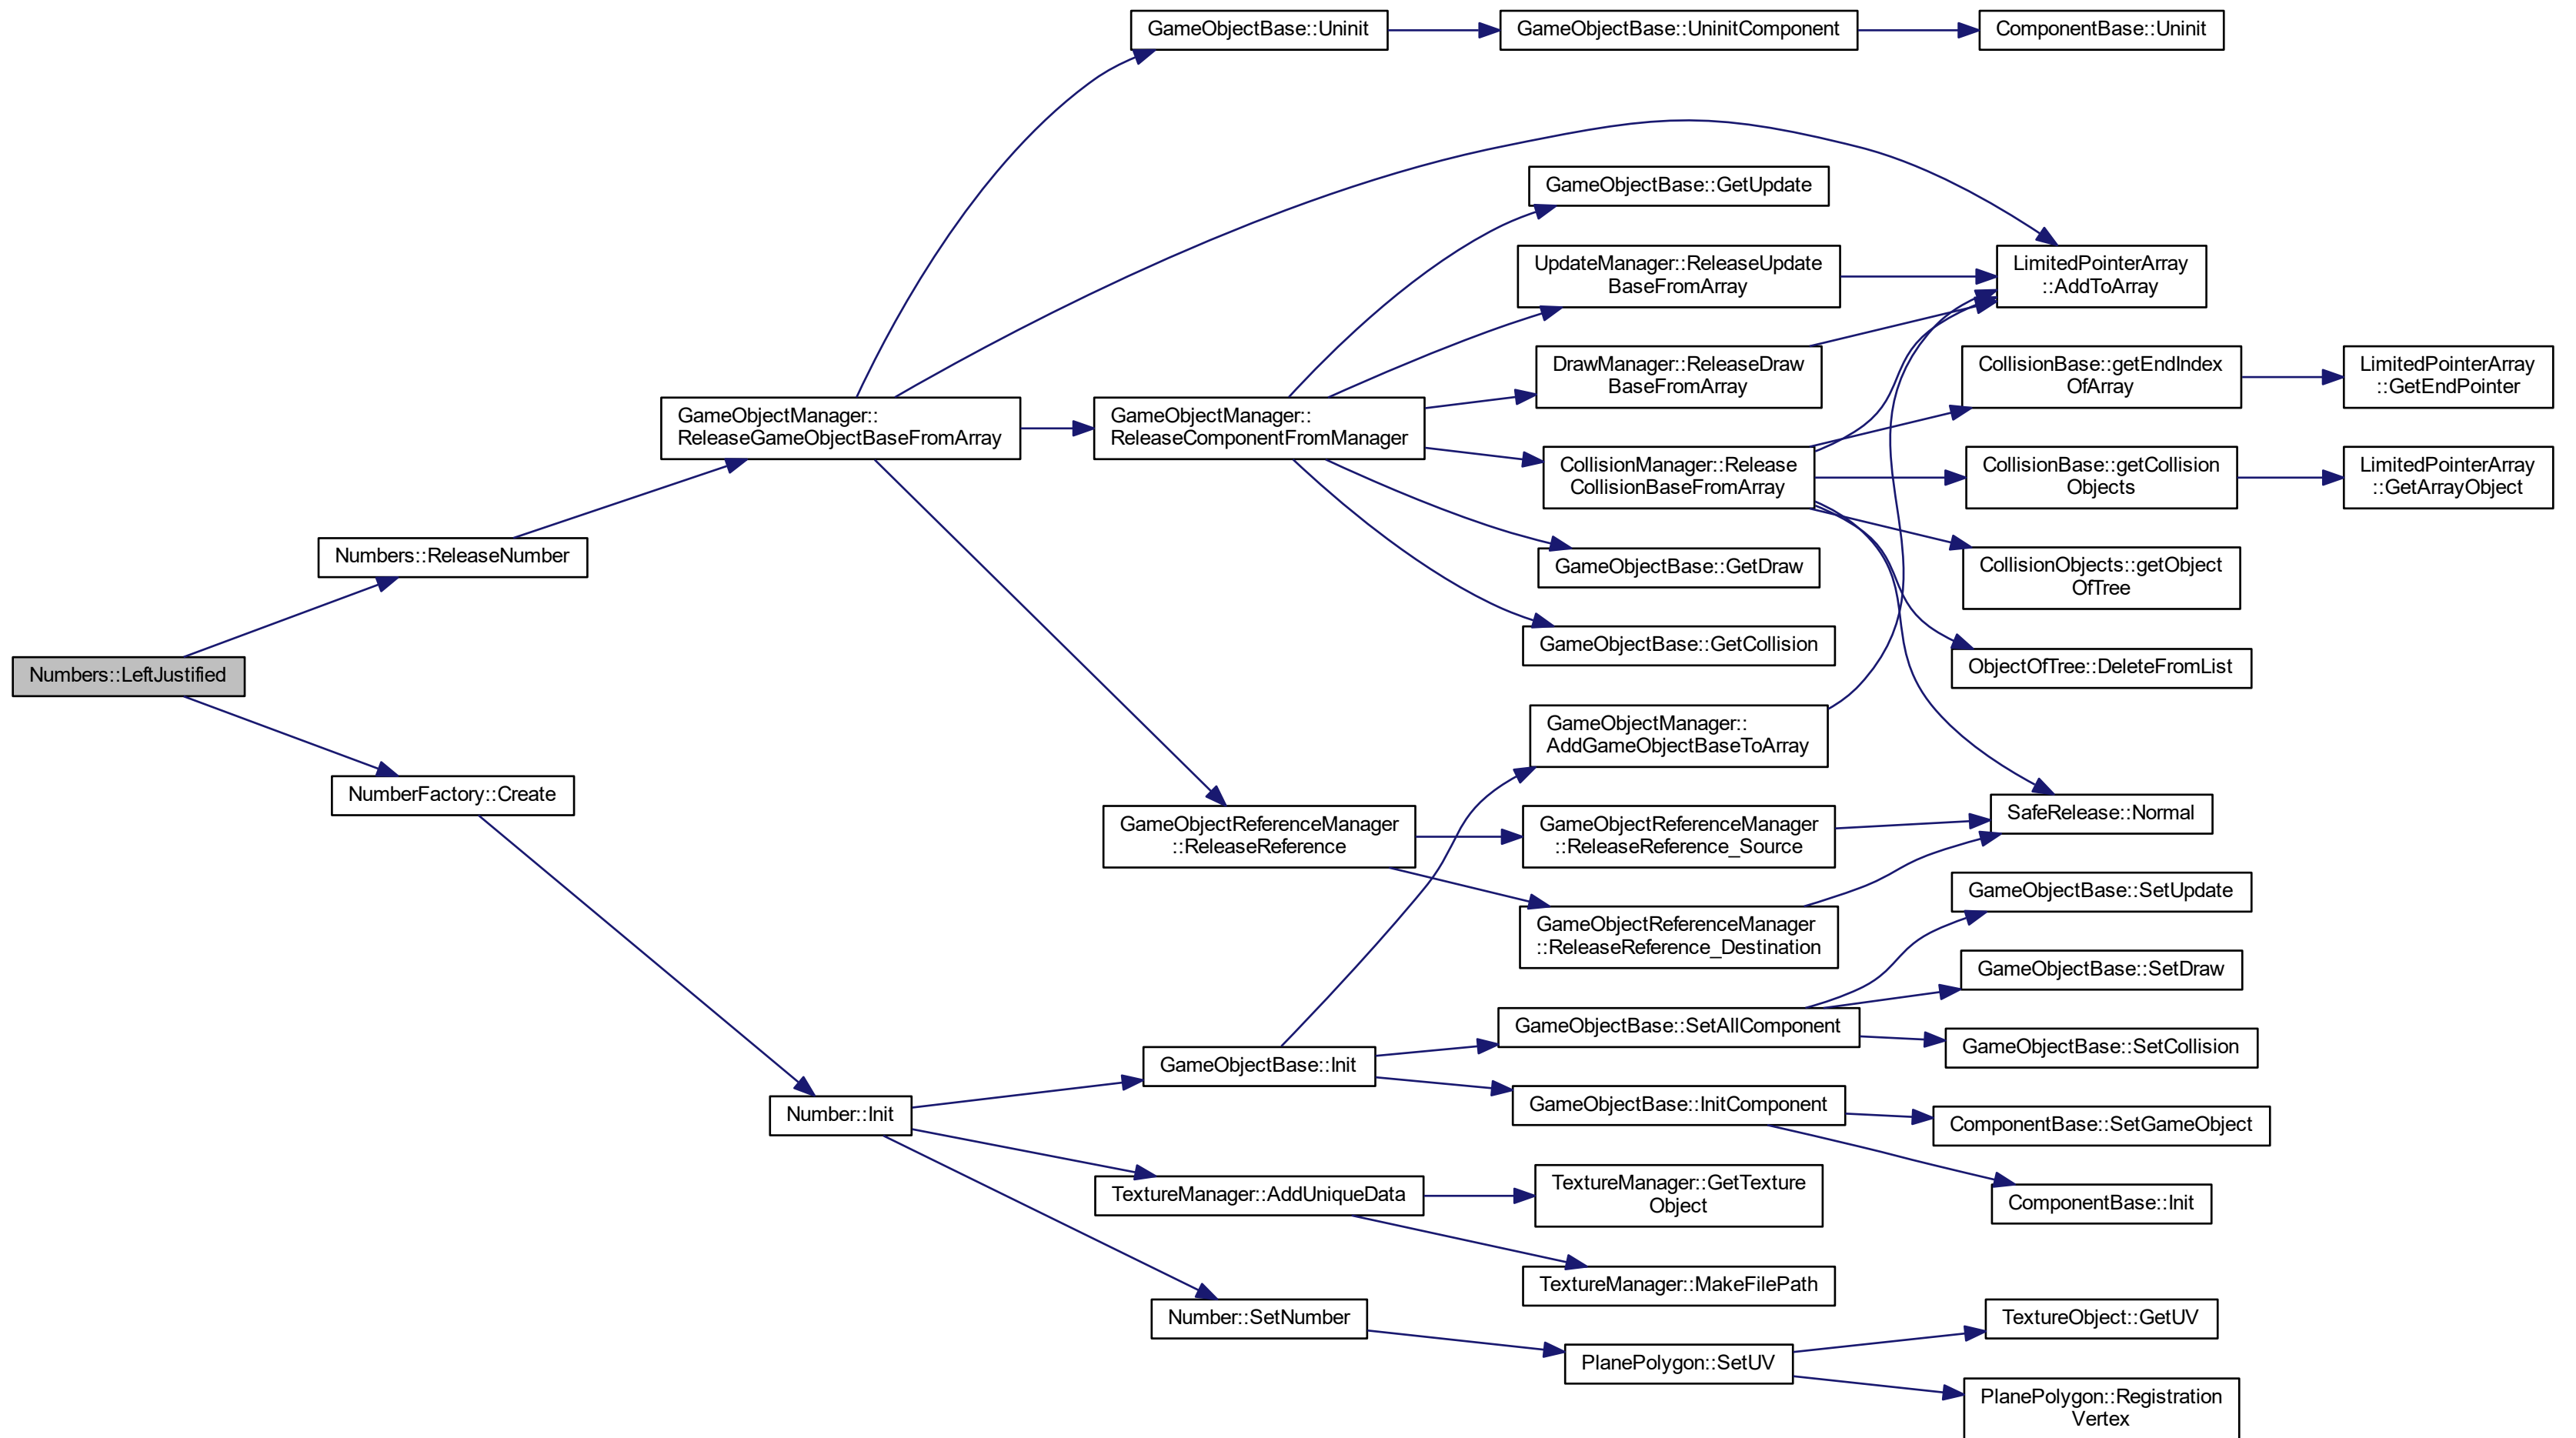 GameObjectBase::Uninit
GameObjectBase::UninitComponent
ComponentBase::Uninit
GameObjectBase::GetUpdate
UpdateManager::ReleaseUpdate
BaseFromArray
LimitedPointerArray
::AddToArray
DrawManager::ReleaseDraw
BaseFromArray
CollisionBase::getEndIndex
OfArray
LimitedPointerArray
::GetEndPointer
GameObjectManager::
ReleaseGameObjectBaseFromArray
GameObjectManager::
ReleaseComponentFromManager
CollisionManager::Release
CollisionBaseFromArray
CollisionBase::getCollision
Objects
LimitedPointerArray
::GetArrayObject
Numbers::ReleaseNumber
GameObjectBase::GetDraw
CollisionObjects::getObject
OfTree
GameObjectBase::GetCollision
ObjectOfTree::DeleteFromList
Numbers::LeftJustified
GameObjectManager::
AddGameObjectBaseToArray
NumberFactory::Create
GameObjectReferenceManager
::ReleaseReference
GameObjectReferenceManager
::ReleaseReference_Source
SafeRelease::Normal
GameObjectBase::SetUpdate
GameObjectReferenceManager
::ReleaseReference_Destination
GameObjectBase::SetDraw
GameObjectBase::SetAllComponent
GameObjectBase::SetCollision
GameObjectBase::Init
GameObjectBase::InitComponent
ComponentBase::SetGameObject
Number::Init
TextureManager::AddUniqueData
TextureManager::GetTexture
Object
ComponentBase::Init
TextureManager::MakeFilePath
Number::SetNumber
TextureObject::GetUV
PlanePolygon::SetUV
PlanePolygon::Registration
Vertex